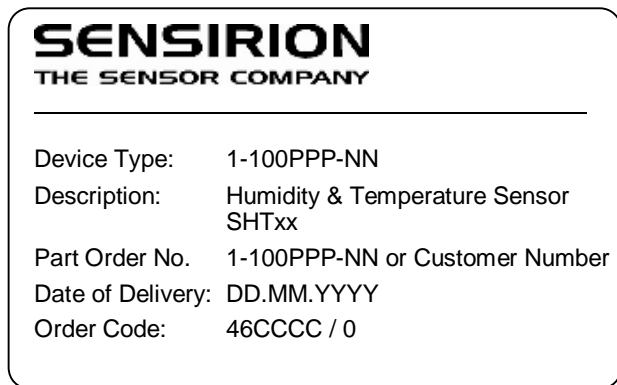 SENSIRION
THE SENSOR COMPANY
Device Type: 1-100PPP-NN
Description: Humidity & Temperature Sensor
SHTxx
Part Order No. 1-100PPP-NN or Customer Number
Date of Delivery: DD.MM.YYYY
Order Code: 46CCCC / 0